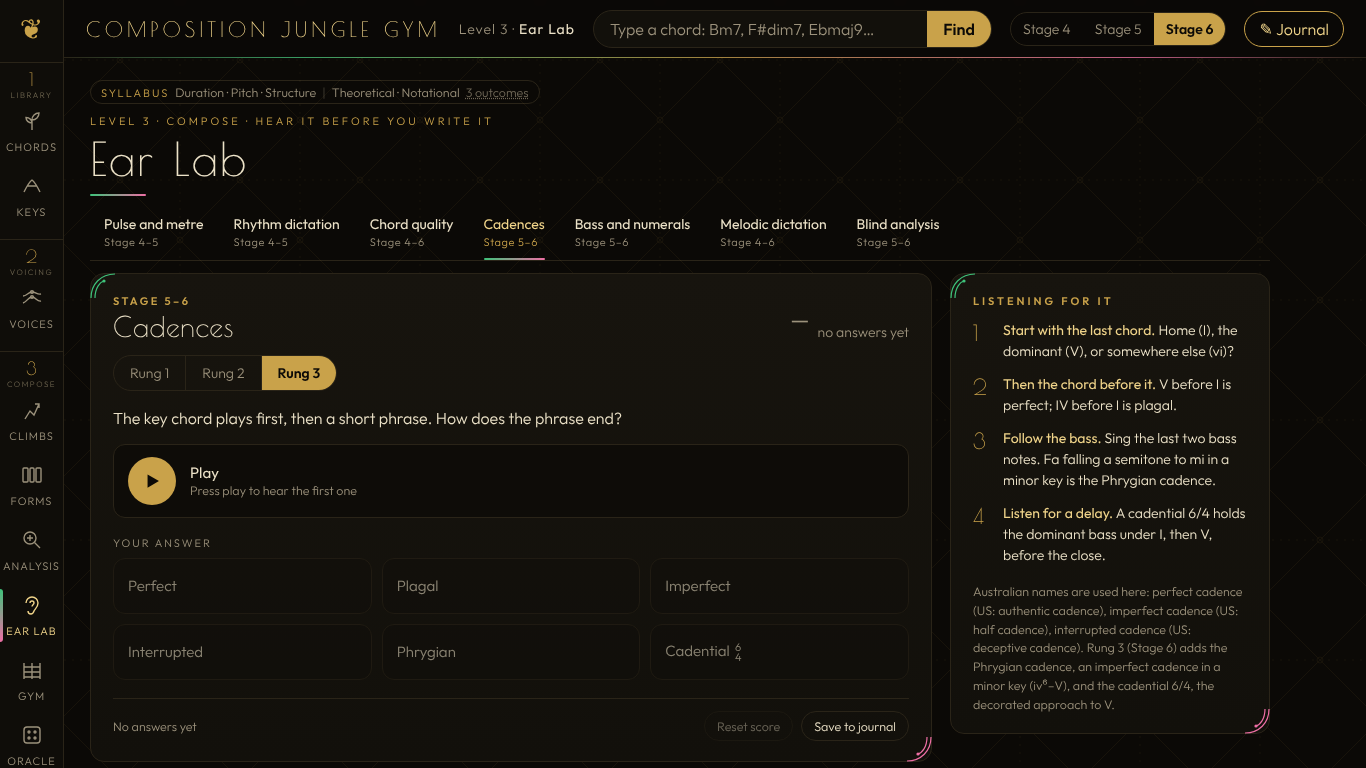 COMPOSITION JUNGLE GYM
Level 3 · Ear Lab
Type a chord: Bm7, F#dim7, Ebmaj9...
Find
Stage 4
Stage 5
Stage 6
✎ Journal
1
LIBRARY
CHORDS
KEYS
2
VOICING
VOICES
3
COMPOSE
CLIMBS
FORMS
ANALYSIS
EAR LAB
GYM
ORACLE
SYLLABUS Duration · Pitch · Structure | Theoretical · Notational 3 outcomes
LEVEL 3 · COMPOSE · HEAR IT BEFORE YOU WRITE IT
Ear Lab
Pulse and metre
Stage 4–5
Rhythm dictation
Stage 4–5
Chord quality
Stage 4–6
Cadences
Stage 5–6
Bass and numerals
Stage 5–6
Melodic dictation
Stage 4–6
Blind analysis
Stage 5–6
STAGE 5–6
Cadences
— no answers yet
Rung 1
Rung 2
Rung 3
The key chord plays first, then a short phrase. How does the phrase end?
Play
Press play to hear the first one
YOUR ANSWER
Perfect
Plagal
Imperfect
Interrupted
Phrygian
Cadential 6/4
No answers yet
Reset score
Save to journal
LISTENING FOR IT
1 Start with the last chord. Home (I), the
dominant (V), or somewhere else (vi)?
2 Then the chord before it. V before I is
perfect; IV before I is plagal.
3 Follow the bass. Sing the last two bass
notes. Fa falling a semitone to mi in a
minor key is the Phrygian cadence.
4 Listen for a delay. A cadential 6/4 holds
the dominant bass under I, then V,
before the close.
Australian names are used here: perfect cadence
(US: authentic cadence), imperfect cadence (US:
half cadence), interrupted cadence (US:
deceptive cadence). Rung 3 (Stage 6) adds the
Phrygian cadence, an imperfect cadence in a
minor key (iv⁶–V), and the cadential 6/4, the
decorated approach to V.